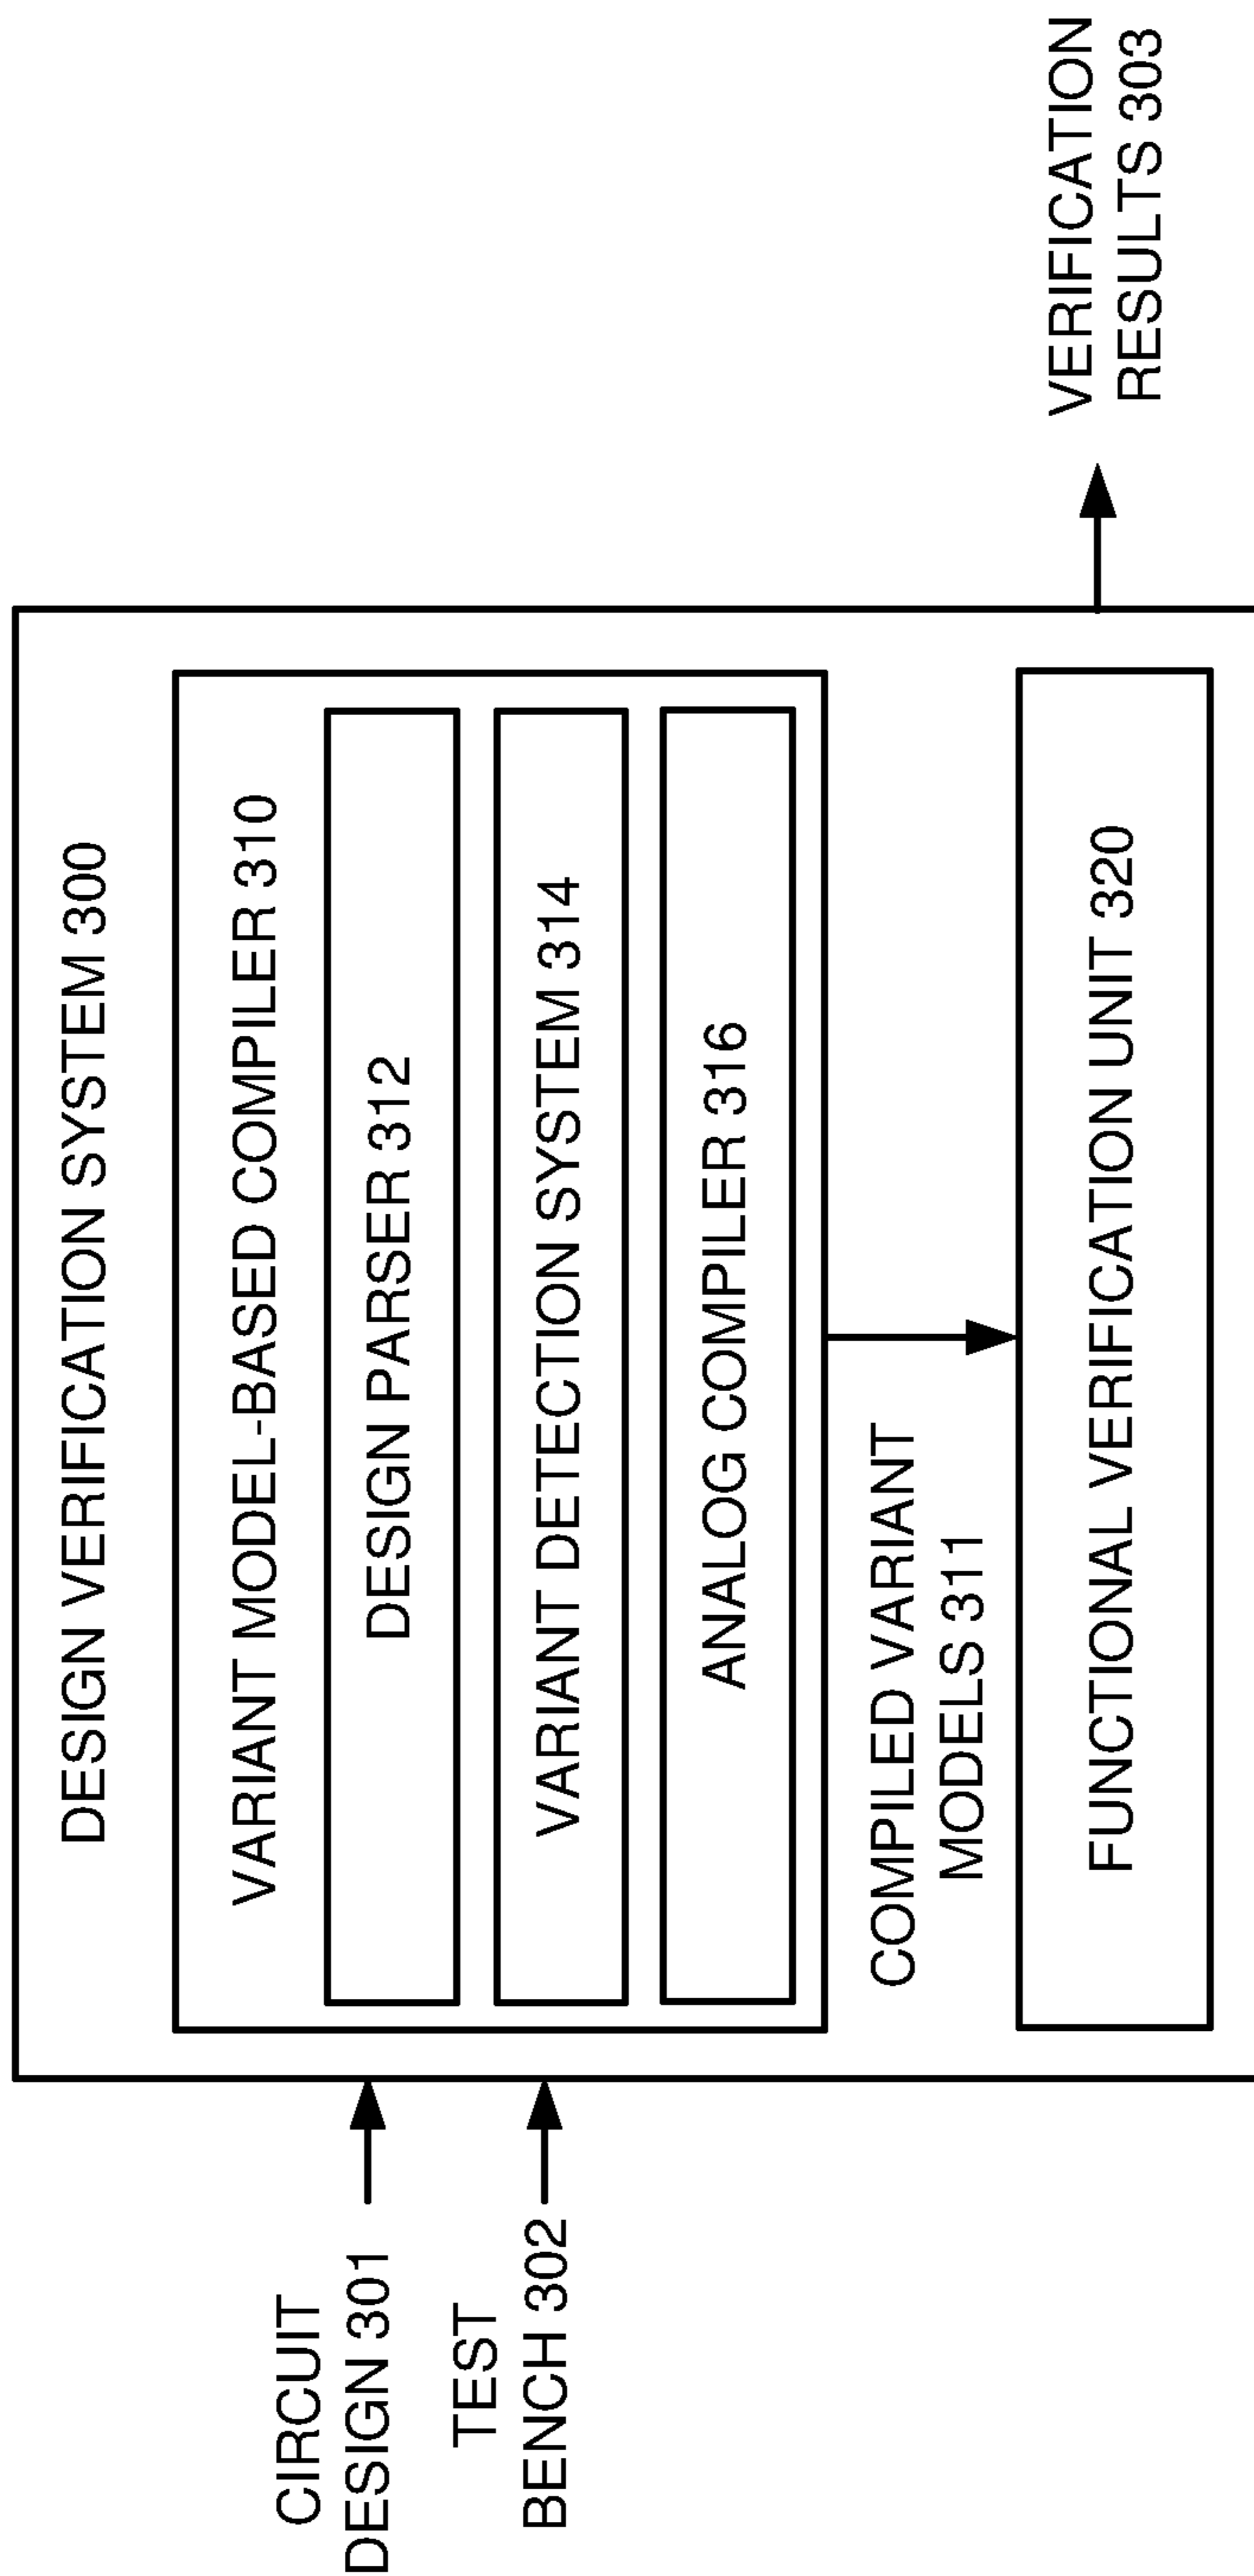 DESIGN VERIFICATION SYSTEM 300
VARIANT MODEL-BASED COMPILER 310
CIRCUIT
DESIGN 301
DESIGN PARSER 312
TEST
BENCH 302
VARIANT DETECTION SYSTEM 314
ANALOG COMPILER 316
COMPILED VARIANT
MODELS 311
FUNCTIONAL VERIFICATION UNIT 320
VERIFICATION
RESULTS 303